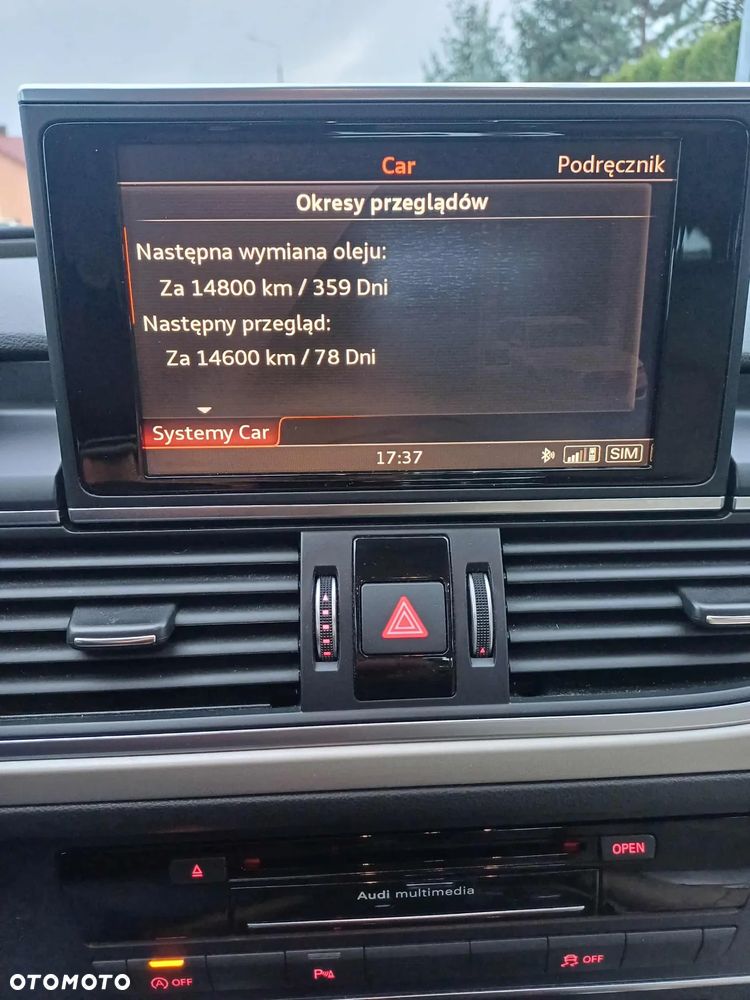 Car
Podręcznik
Okresy przeglądów
Następna wymiana oleju:
Za 14800 km / 359 Dni
Następny przegląd:
Za 14600 km / 78 Dni
Systemy Car
17:37
SIM
OPEN
Audi multimedia
A OFF
P
OFF
OTOMOTO